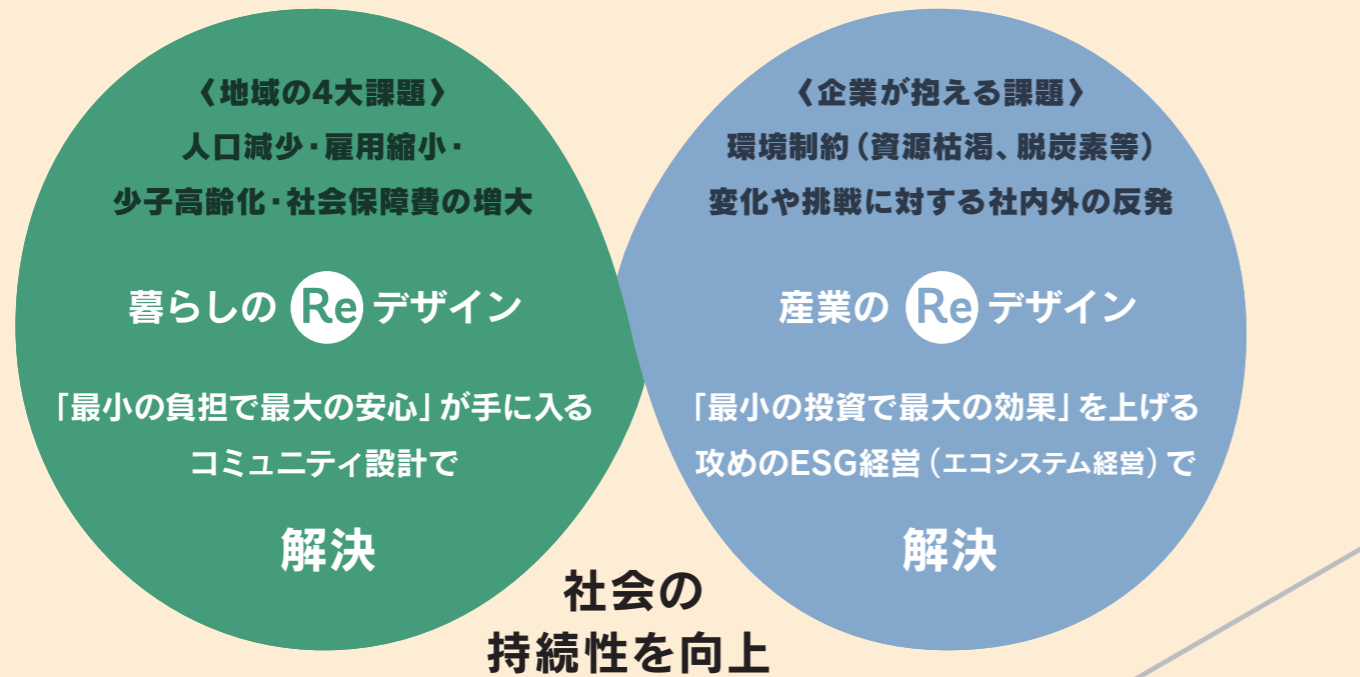 〈地域の4大課題〉
人口減少・雇用縮小・
少子高齢化・社会保障費の増大
暮らしの Re デザイン
「最小の負担で最大の安心」が手に入る
コミュニティ設計で
解決
〈企業が抱える課題〉
環境制約(資源枯渇、脱炭素等)
変化や挑戦に対する社内外の反発
産業の Re デザイン
「最小の投資で最大の効果」を上げる
攻めのESG経営(エコシステム経営)で
解決
社会の
持続性を向上